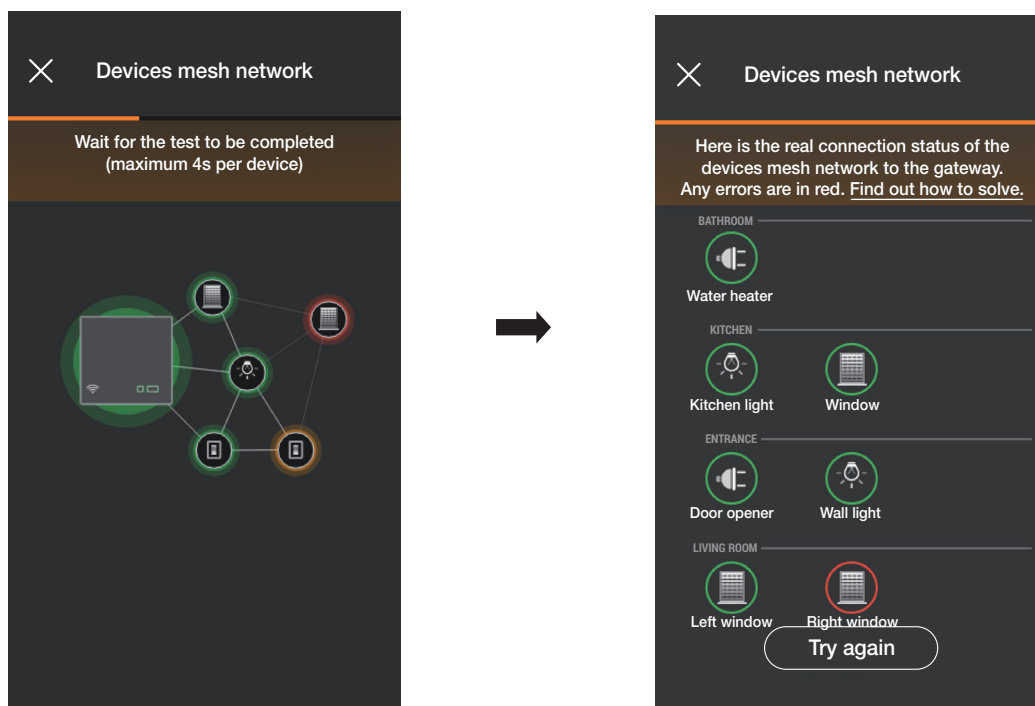 Devices mesh network
Wait for the test to be completed
(maximum 4s per device)
Devices mesh network
Here is the real connection status of the
devices mesh network to the gateway.
Any errors are in red. Find out how to solve.
BATHROOM
Water heater
KITCHEN
Kitchen light Window
ENTRANCE
Door opener Wall light
LIVING ROOM
Left window Right window
Try again